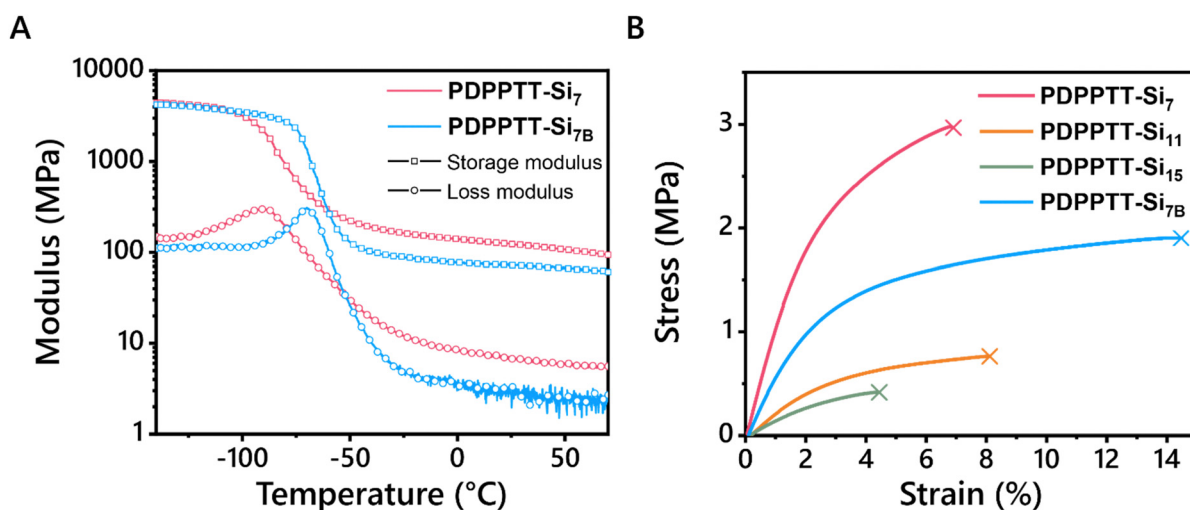 A
Modulus (MPa)
10000
1000
100
10
1
PDPPTT-Si₇
PDPPTT-Si₇B
Storage modulus
Loss modulus
-100
-50
0
50
Temperature (°C)
B
Stress (MPa)
3
2
1
0
PDPPTT-Si₇
PDPPTT-Si₁₁
PDPPTT-Si₁₅
PDPPTT-Si₇B
0
2
4
6
8
10
12
14
Strain (%)